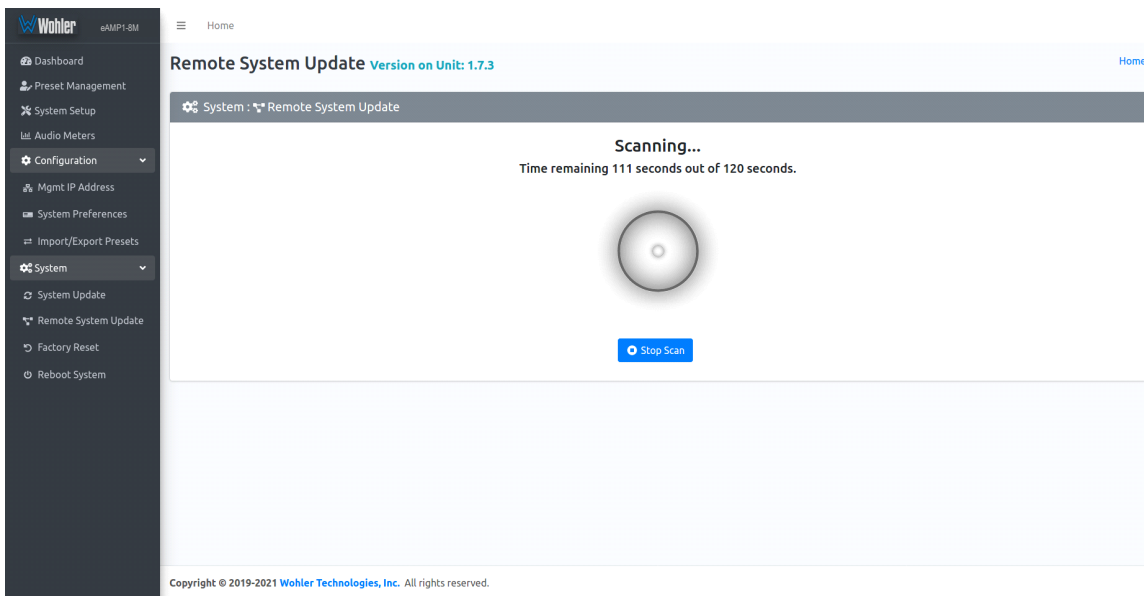 Wohler eAMP1-8M
Home
Dashboard
Preset Management
System Setup
Audio Meters
Configuration
Mgmt IP Address
System Preferences
Import/Export Presets
System
System Update
Remote System Update
Factory Reset
Reboot System
Remote System Update Version on Unit: 1.7.3
Home
System : Remote System Update
Scanning...
Time remaining 111 seconds out of 120 seconds.
Stop Scan
Copyright © 2019-2021 Wohler Technologies, Inc. All rights reserved.